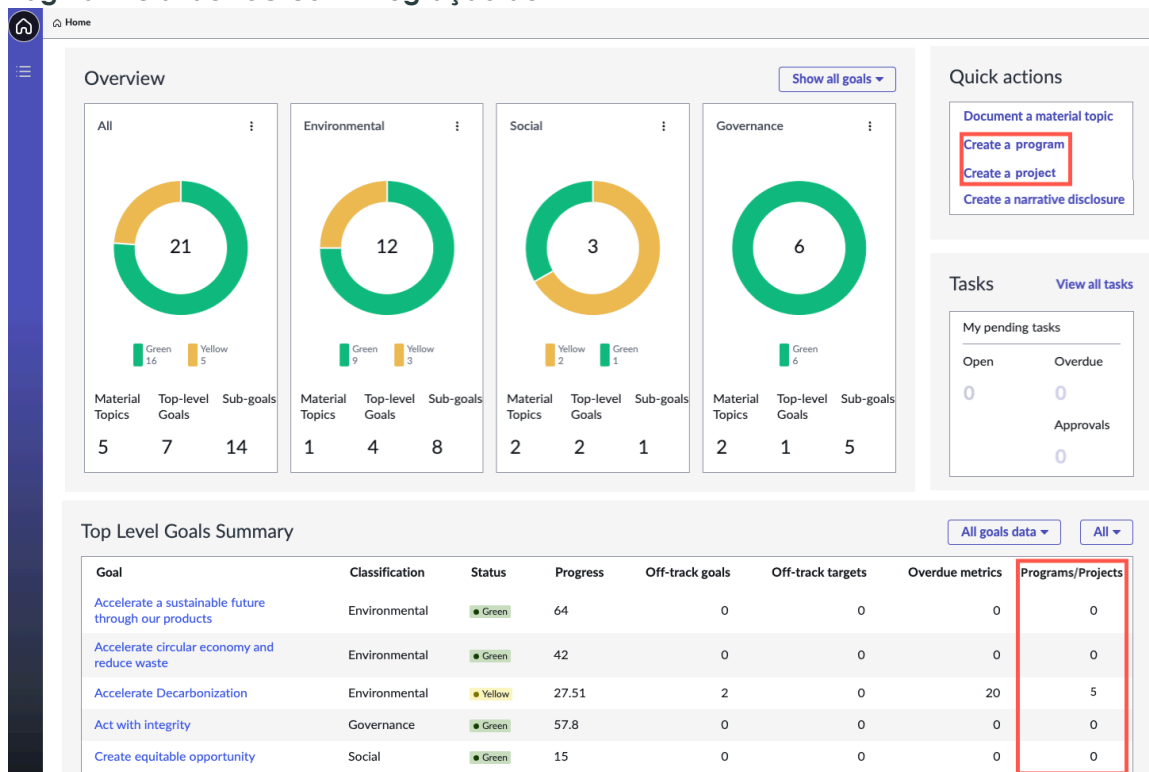 Home
Overview
Show all goals
Quick actions
Document a material topic
Create a program
Create a project
Create a narrative disclosure
All
21
Green
16
Yellow
5
Material Topics
5
Top-level Goals
7
Sub-goals
14
Environmental
12
Green
9
Yellow
3
Material Topics
1
Top-level Goals
4
Sub-goals
8
Social
3
Yellow
2
Green
1
Material Topics
2
Top-level Goals
2
Sub-goals
1
Governance
6
Green
6
Material Topics
2
Top-level Goals
1
Sub-goals
5
Tasks
View all tasks
My pending tasks
Open
0
Overdue
0
Approvals
0
Top Level Goals Summary
All goals data
All
Goal Classification Status Progress Off-track goals Off-track targets Overdue metrics Programs/Projects
Accelerate a sustainable future
through our products
Environmental Green 64 0 0 0 0
Accelerate circular economy and
reduce waste
Environmental Green 42 0 0 0 0
Accelerate Decarbonization Environmental Yellow 27.51 2 0 20 5
Act with integrity Governance Green 57.8 0 0 0 0
Create equitable opportunity Social Green 15 0 0 0 0